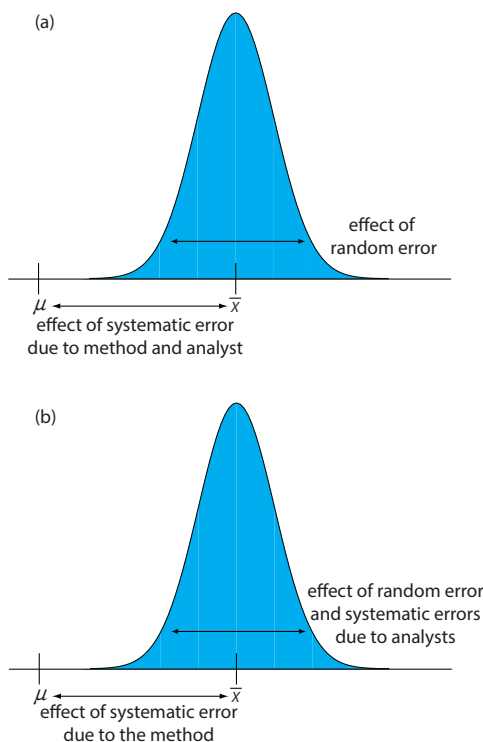 (a)
effect of
random error
μ
x̅
effect of systematic error
due to method and analyst
(b)
effect of random error
and systematic errors
due to analysts
μ
x̅
effect of systematic error
due to the method